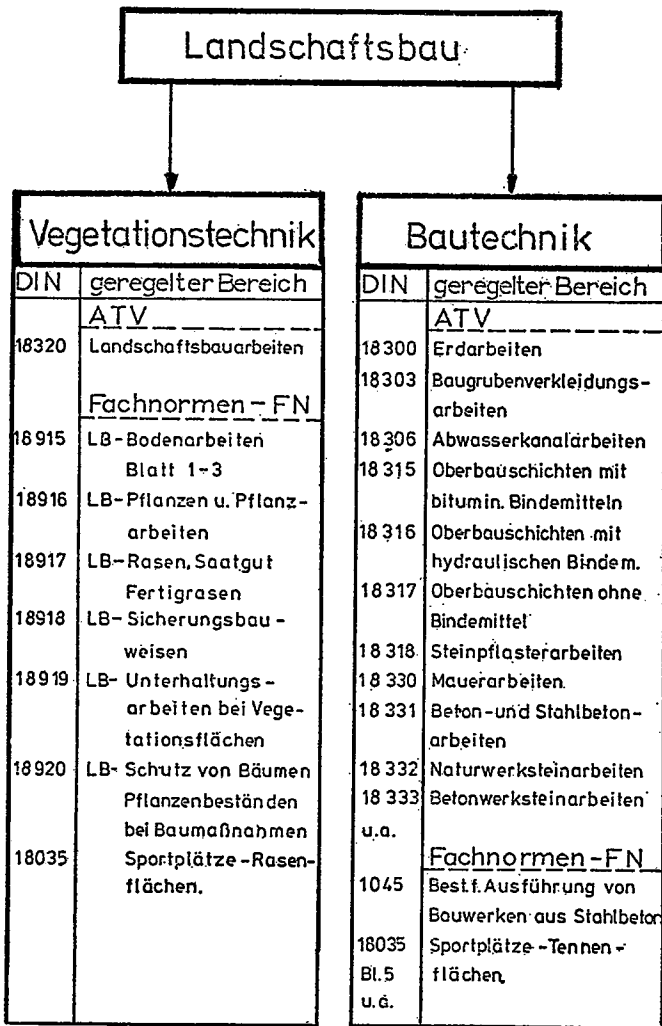 Landschaftsbau
Vegetationstechnik
DIN geregelter Bereich
ATV
18320 Landschaftsbauarbeiten
Fachnormen - FN
18915 LB-Bodenarbeiten
Blatt 1-3
18916 LB-Pflanzen u. Pflanz-
arbeiten
18917 LB-Rasen, Saatgut
Fertigrasen
18918 LB-Sicherungsbau-
weisen
18919 LB-Unterhaltungs-
arbeiten bei Vege-
tationsflächen
18920 LB-Schutz von Bäumen
Pflanzenbeständen
bei Baumaßnahmen
18035 Sportplätze-Rasen-
flächen.
Bautechnik
DIN geregelter Bereich
ATV
18300 Erdarbeiten
18303 Baugrubenverkleidungs-
arbeiten
18306 Abwasserkanalarbeiten
18315 Oberbauschichten mit
bitumin. Bindemitteln
18316 Oberbauschichten mit
hydraulischen Bindem.
18317 Oberbauschichten ohne
Bindemittel
18318 Steinpflasterarbeiten
18330 Mauerarbeiten.
18331 Beton-und Stahlbeton-
arbeiten
18332 Naturwerksteinarbeiten
18333 Betonwerksteinarbeiten
u.a.
Fachnormen-FN
1045 Best.f.Ausführung von
Bauwerken aus Stahlbeton
18035 Sportplätze-Tennen-
Bl.5 flächen.
u.a.